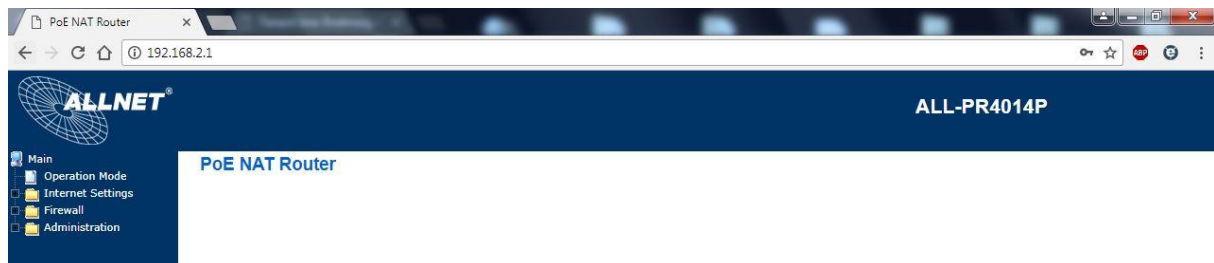 PoE NAT Router
192.168.2.1
ABP
ALLNET®
ALL-PR4014P
Main
Operation Mode
Internet Settings
Firewall
Administration
PoE NAT Router